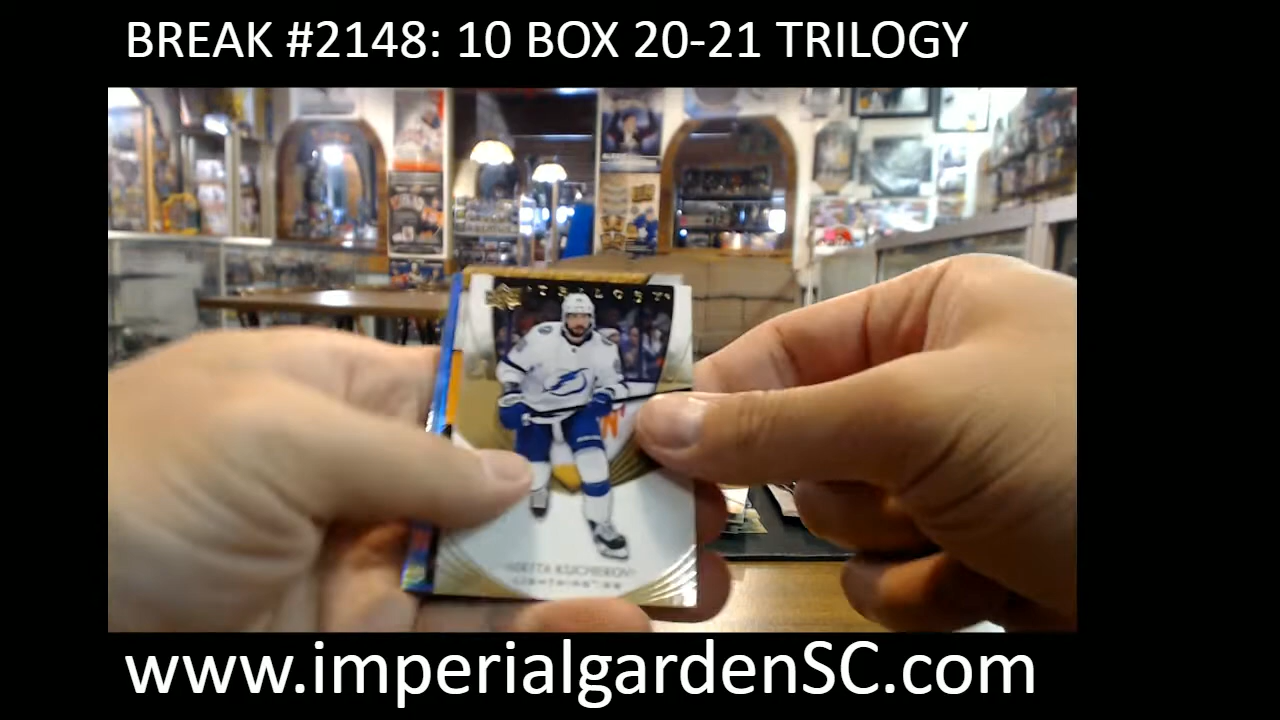 BREAK #2148: 10 BOX 20-21 TRILOGY
TRILOGY
NIKITA KUCHEROV
LIGHTNING
www.imperialgardenSC.com